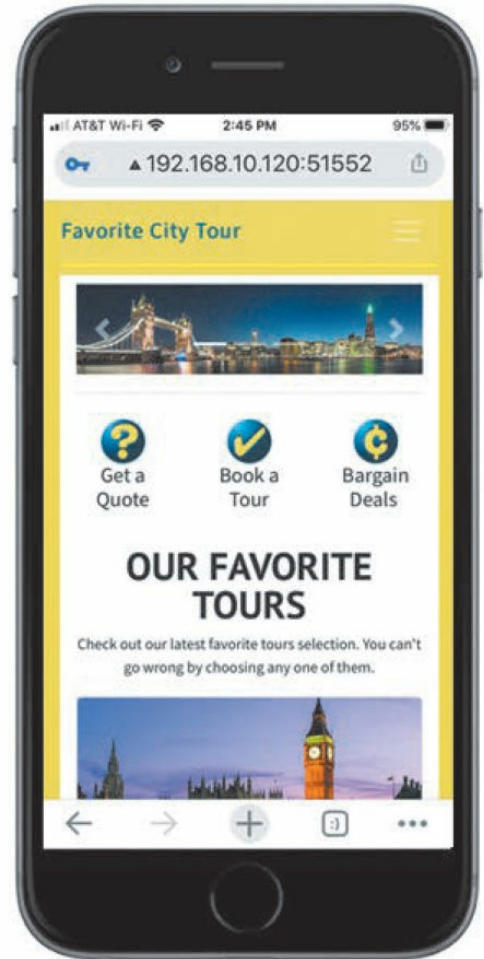 AT&T Wi-Fi 2:45 PM 95%
192.168.10.120:51552
Favorite City Tour
Get a Book a Bargain
Quote Tour Deals
OUR FAVORITE
TOURS
Check out our latest favorite tours selection. You can't
go wrong by choosing any one of them.
:)